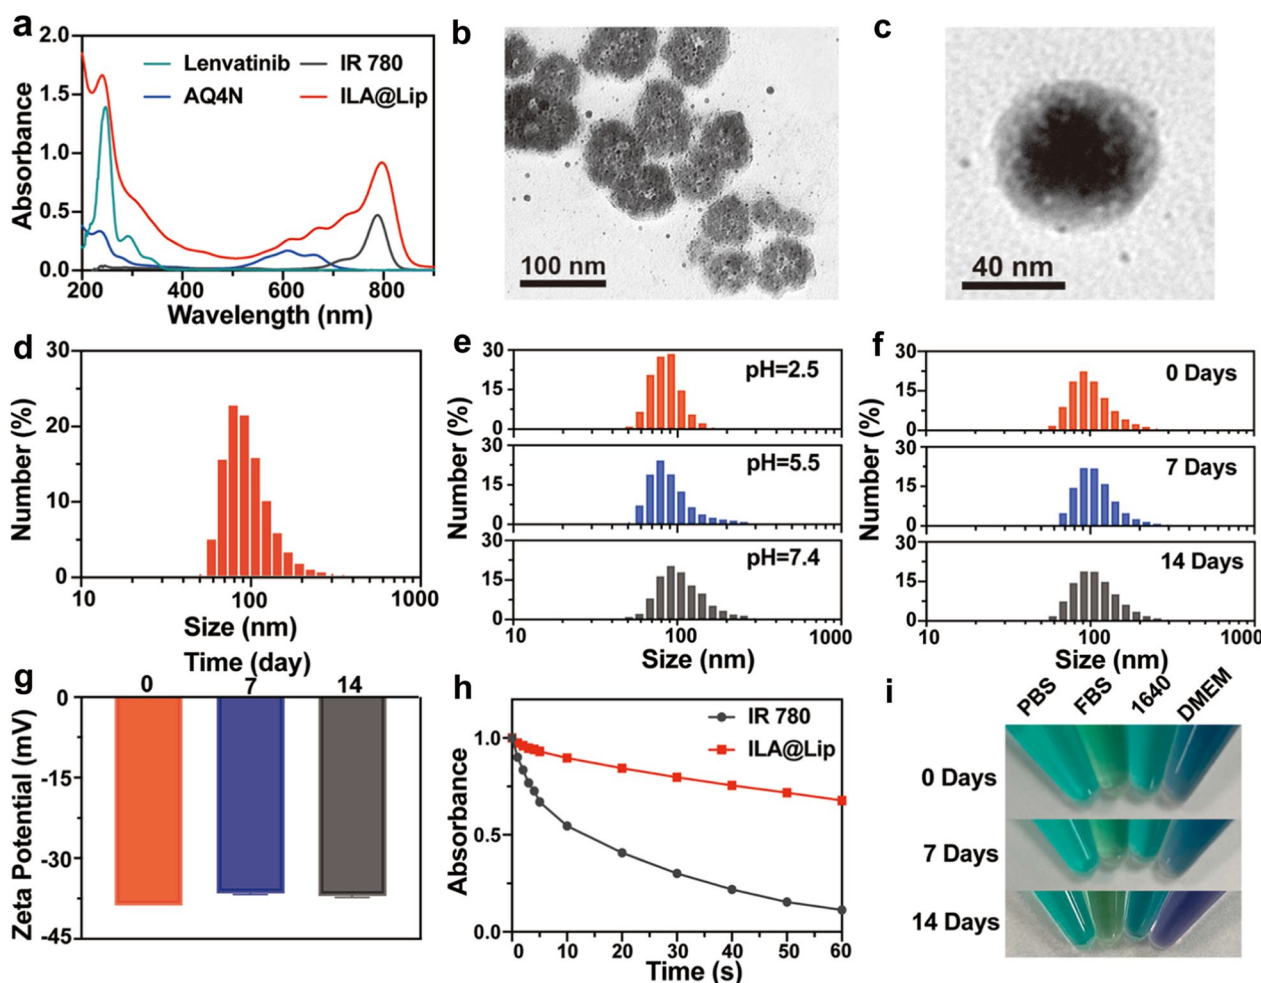 a
2.0
1.5
1.0
0.5
0.0
Absorbance
Lenvatinib
IR 780
AQ4N
ILA@Lip
200
400
600
800
Wavelength (nm)
b
100 nm
c
40 nm
d
30
20
10
0
Number (%)
10
100
1000
Size (nm)
e
30
15
0
pH=2.5
30
15
0
pH=5.5
30
15
0
pH=7.4
Number (%)
10
100
1000
Size (nm)
f
30
15
0
0 Days
30
15
0
7 Days
30
15
0
14 Days
Number (%)
10
100
1000
Size (nm)
g
Time (day)
0
7
14
0
-15
-30
-45
Zeta Potential (mV)
h
1.0
0.5
0.0
Absorbance
IR 780
ILA@Lip
0
10
20
30
40
50
60
Time (s)
i
PBS
FBS
1640
DMEM
0 Days
7 Days
14 Days